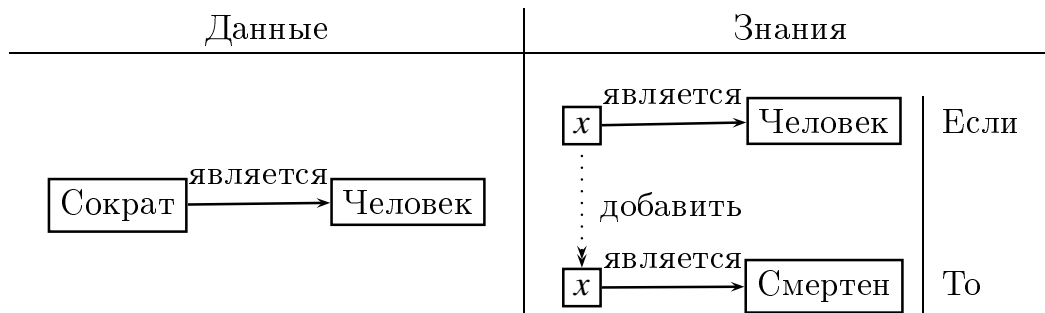 Данные
Знания
является
x
Человек
Если
является
Сократ
Человек
добавить
является
x
Смертен
То